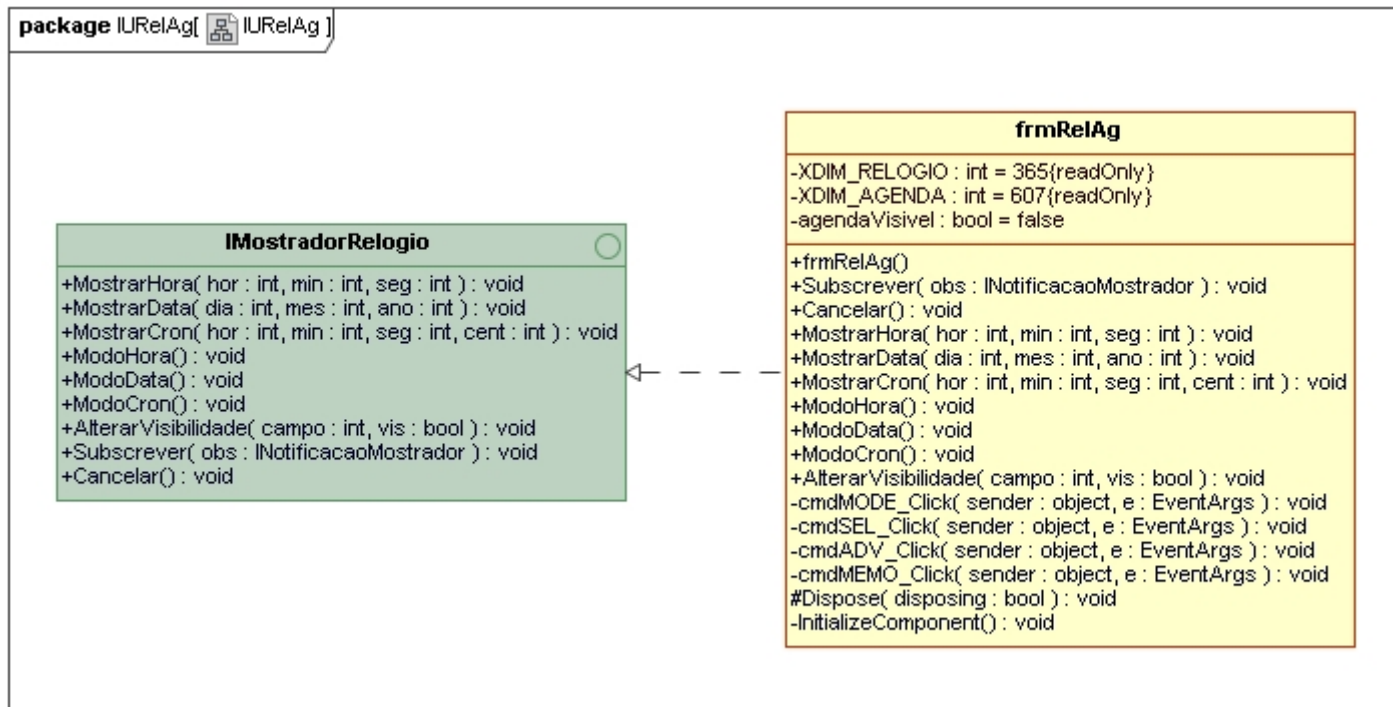 package IURelAg[ IURelAg ]
IMostradorRelogio
+MostrarHora( hor : int, min : int, seg : int ) : void
+MostrarData( dia : int, mes : int, ano : int ) : void
+MostrarCron( hor : int, min : int, seg : int, cent : int ) : void
+ModoHora() : void
+ModoData() : void
+ModoCron() : void
+AlterarVisibilidade( campo : int, vis : bool ) : void
+Subscrever( obs : INotificacaoMostrador ) : void
+Cancelar() : void
frmRelAg
-XDIM_RELOGIO : int = 365{readOnly}
-XDIM_AGENDA : int = 607{readOnly}
-agendaVisivel : bool = false
+frmRelAg()
+Subscrever( obs : INotificacaoMostrador ) : void
+Cancelar() : void
+MostrarHora( hor : int, min : int, seg : int ) : void
+MostrarData( dia : int, mes : int, ano : int ) : void
+MostrarCron( hor : int, min : int, seg : int, cent : int ) : void
+ModoHora() : void
+ModoData() : void
+ModoCron() : void
+AlterarVisibilidade( campo : int, vis : bool ) : void
-cmdMODE_Click( sender : object, e : EventArgs ) : void
-cmdSEL_Click( sender : object, e : EventArgs ) : void
-cmdADV_Click( sender : object, e : EventArgs ) : void
-cmdMEMO_Click( sender : object, e : EventArgs ) : void
#Dispose( disposing : bool ) : void
-InitializeComponent() : void